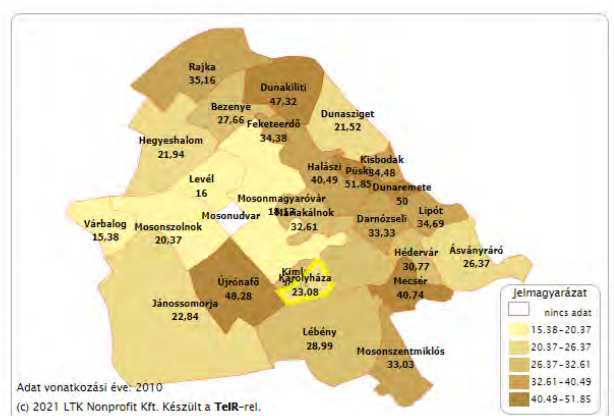 Rajka
35,16
Dunakiliti
47,32
Bezenye
27,66
Feketeerdő
34,38
Dunasziget
21,52
Hegyeshalom
21,94
Kisbodak
34,48
Halászi
40,49
Püski
51,85
Levél
16
Dunaremete
50
Mosonmagyaróvár
Máriakálnok
32,61
Mosonudvar
Lipót
34,69
Várbalog
15,38
Mosonszolnok
20,37
Darnózseli
33,33
Hédervár
30,77
Ásványráró
26,37
Károlyháza
23,08
Mecsér
40,74
Újrónafő
48,28
Jánossomorja
22,84
Lébény
28,99
Mosonszentmiklós
33,03
Jelmagyarázat
nincs adat
15.38-20.37
20.37-26.37
26.37-32.61
32.61-40.49
40.49-51.85
Adat vonatkozási éve: 2010
(c) 2021 LTK Nonprofit Kft. Készült a TeIR-rel.